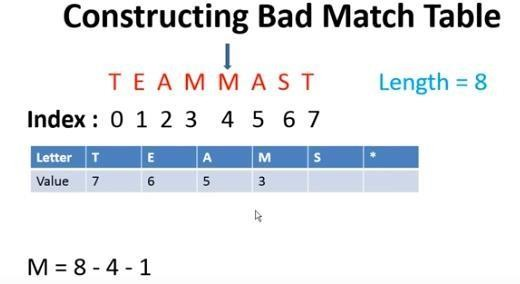 Constructing Bad Match Table
T E A M M A S T Length = 8
Index : 0 1 2 3 4 5 6 7
Letter T E A M S *
Value 7 6 5 3
M = 8 - 4 - 1